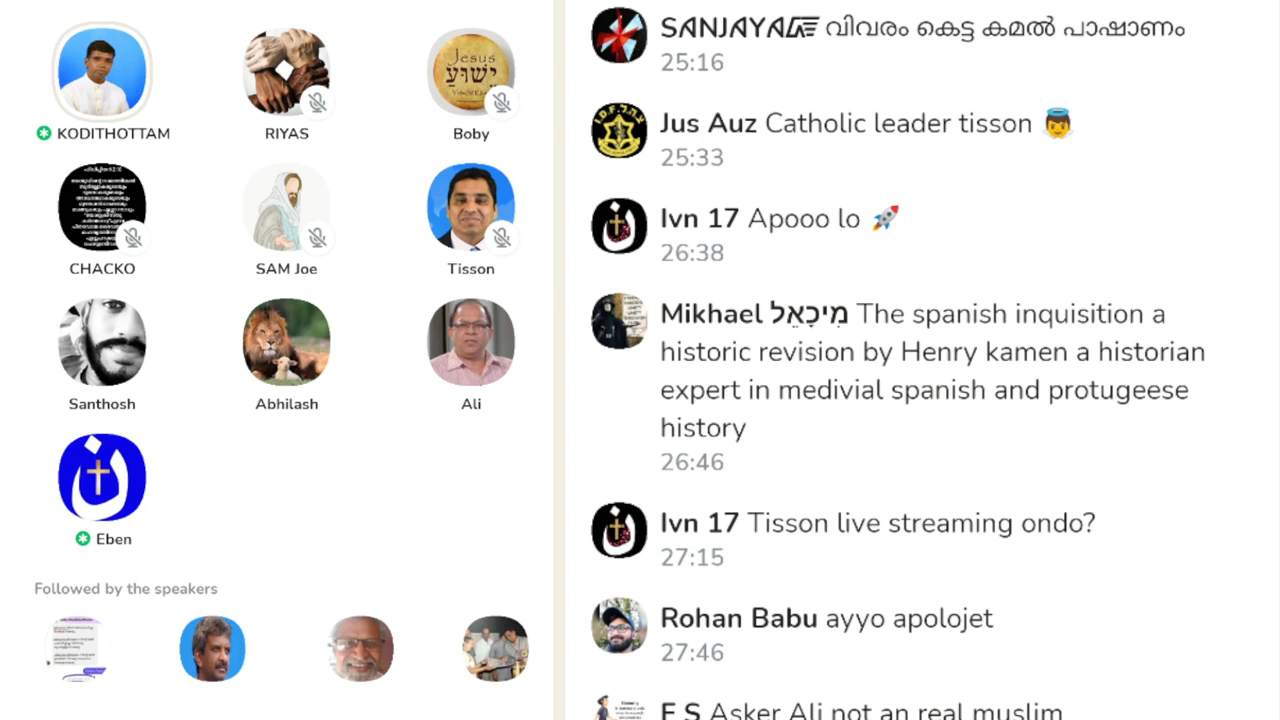 KODITHOTTAM
RIYAS
Jesus
ישוע
Boby
CHACKO
SAM Joe
Tisson
Santhosh
Abhilash
Ali
Eben
Followed by the speakers
SANJAYA വിവരം കെട്ട കമൽ പാഷാണം
25:16
Jus Auz Catholic leader tisson 👼
25:33
Ivn 17 Apooo lo 🚀
26:38
Mikhael מִיכָאֵל The spanish inquisition a
historic revision by Henry kamen a historian
expert in medivial spanish and protugeese
history
26:46
Ivn 17 Tisson live streaming ondo?
27:15
Rohan Babu ayyo apolojet
27:46
F S Asker Ali not an real muslim